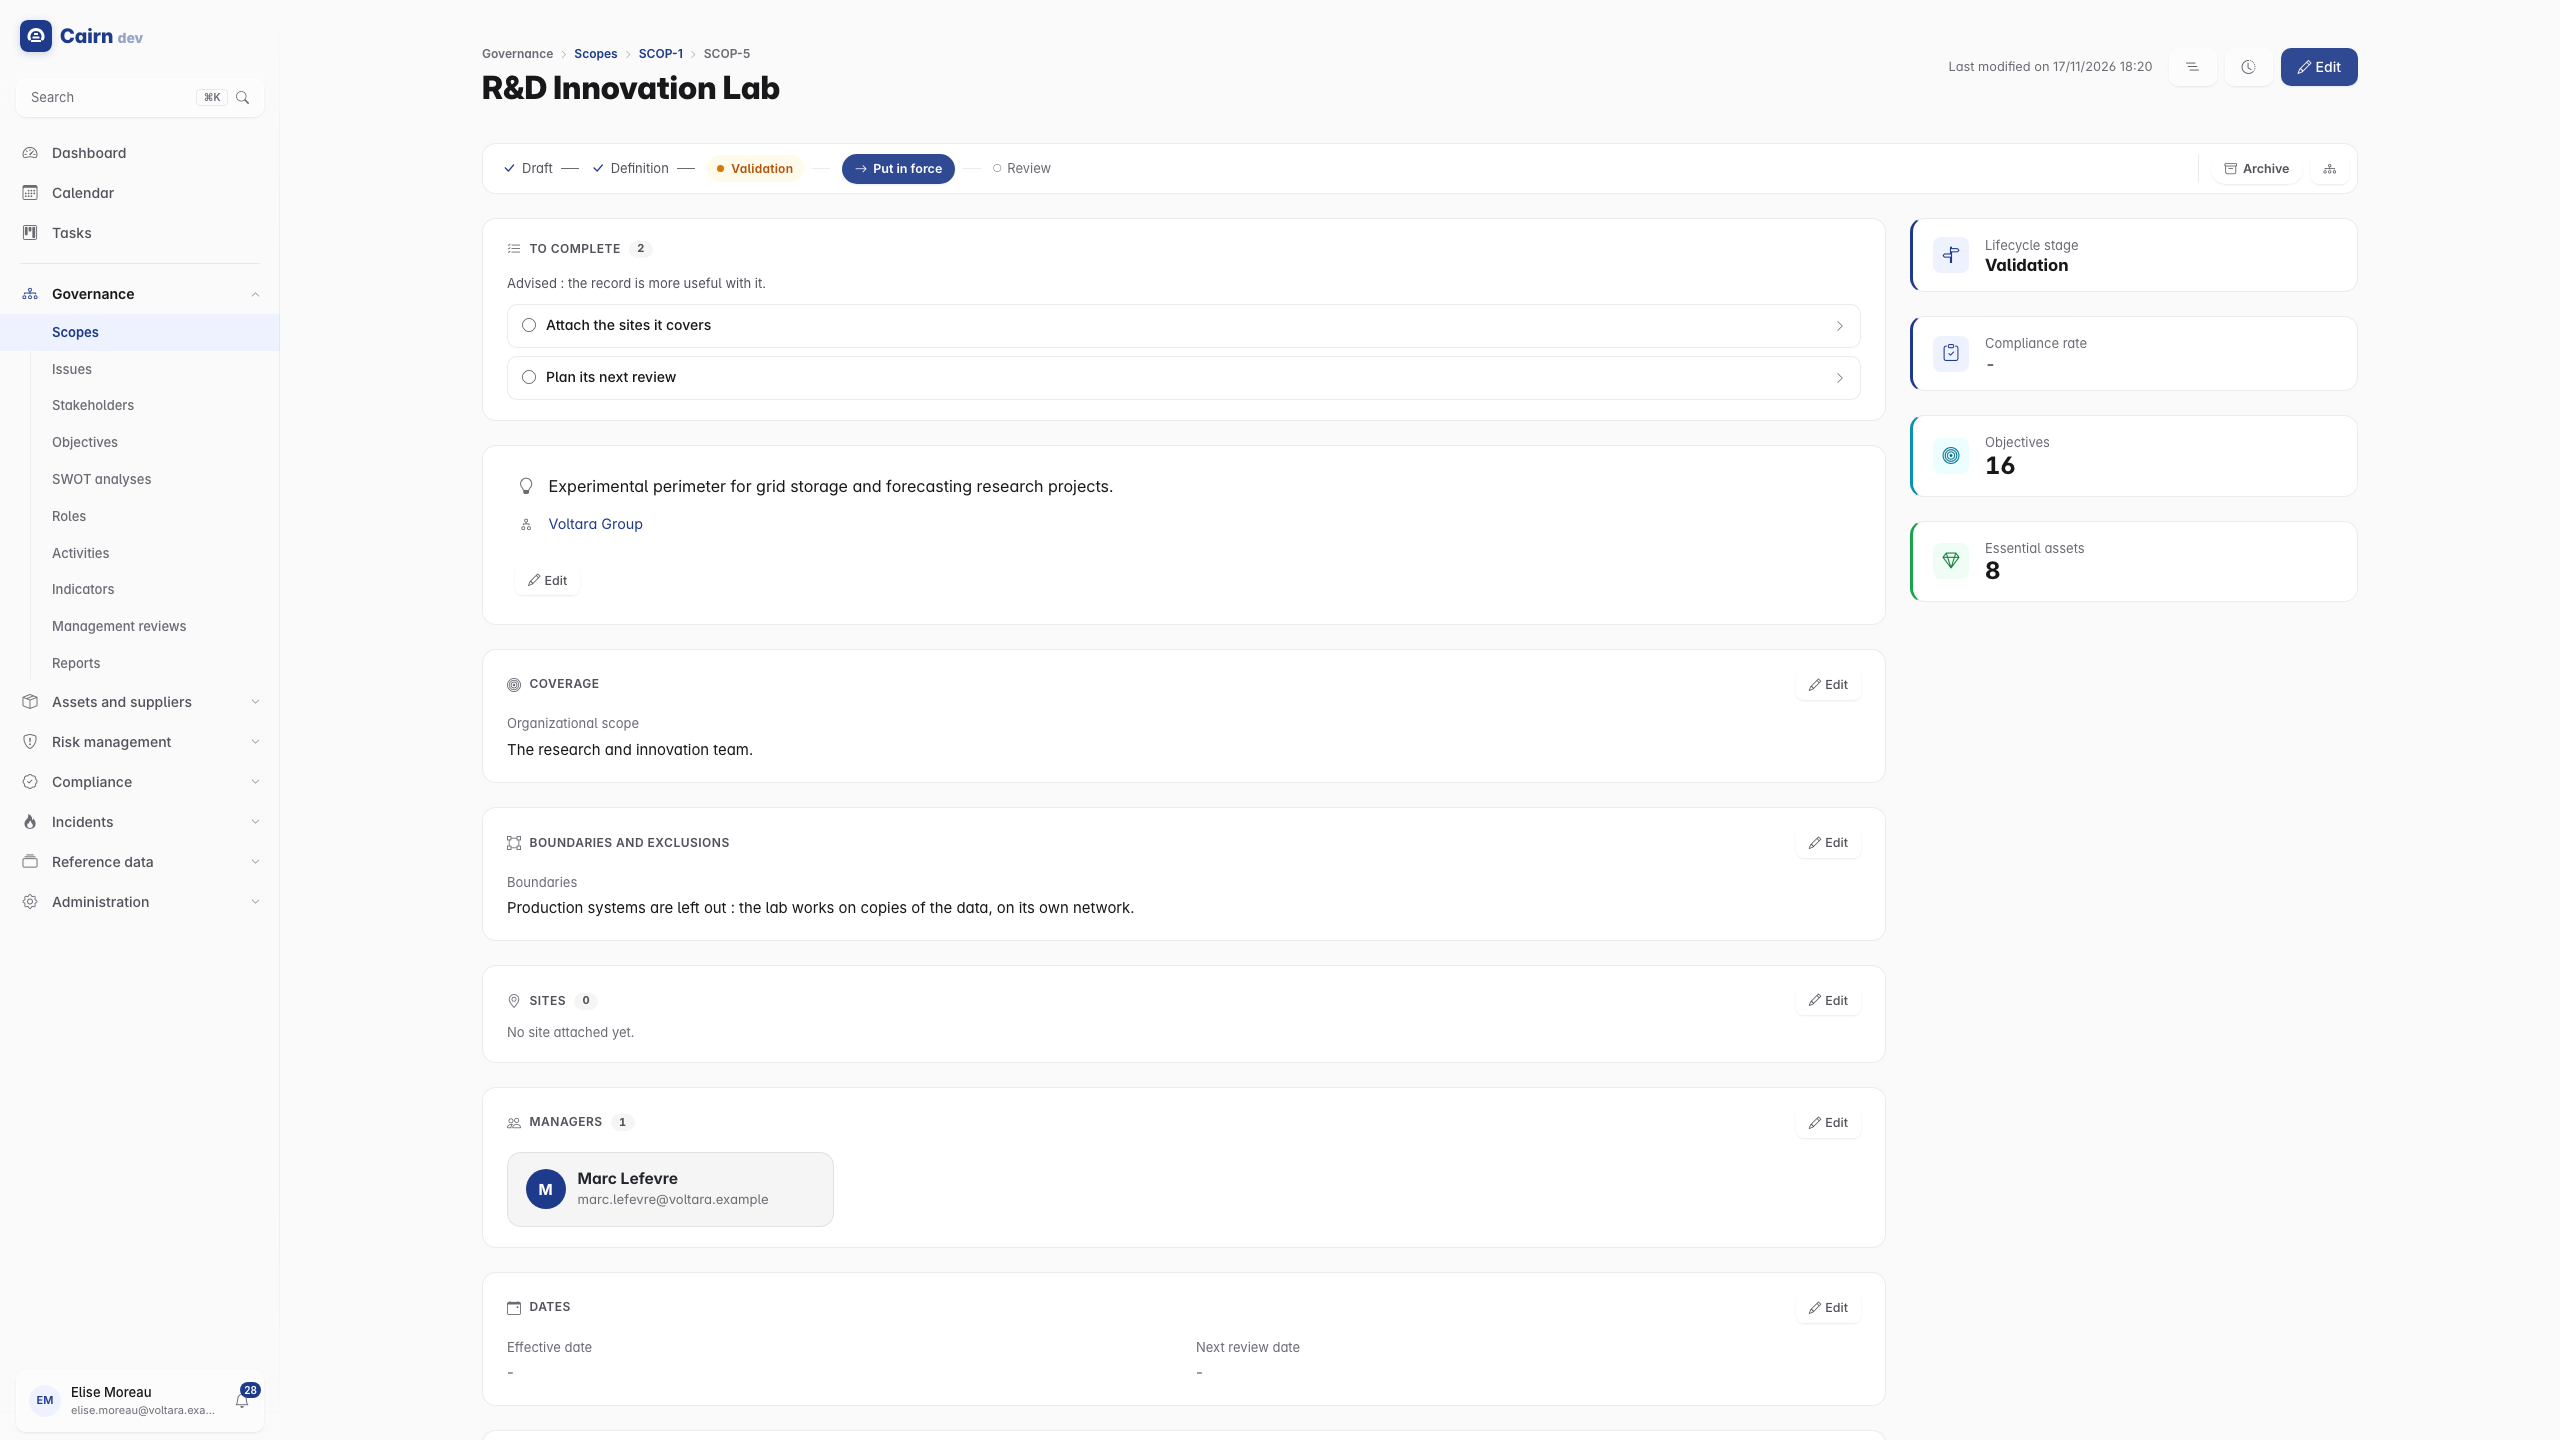 Cairn dev
Search ⌘K
Dashboard
Calendar
Tasks
Governance
Scopes
Issues
Stakeholders
Objectives
SWOT analyses
Roles
Activities
Indicators
Management reviews
Reports
Assets and suppliers
Risk management
Compliance
Incidents
Reference data
Administration
EM
Elise Moreau
elise.moreau@voltara.exa...
28
Governance > Scopes > SCOP-1 > SCOP-5
R&D Innovation Lab
Last modified on 17/11/2026 18:20
Edit
Draft
Definition
Validation
Put in force
Review
Archive
TO COMPLETE 2
Advised : the record is more useful with it.
Attach the sites it covers
Plan its next review
Experimental perimeter for grid storage and forecasting research projects.
Voltara Group
Edit
COVERAGE
Edit
Organizational scope
The research and innovation team.
BOUNDARIES AND EXCLUSIONS
Edit
Boundaries
Production systems are left out : the lab works on copies of the data, on its own network.
SITES 0
Edit
No site attached yet.
MANAGERS 1
Edit
M
Marc Lefevre
marc.lefevre@voltara.example
DATES
Edit
Effective date
-
Next review date
-
Lifecycle stage
Validation
Compliance rate
-
Objectives
16
Essential assets
8